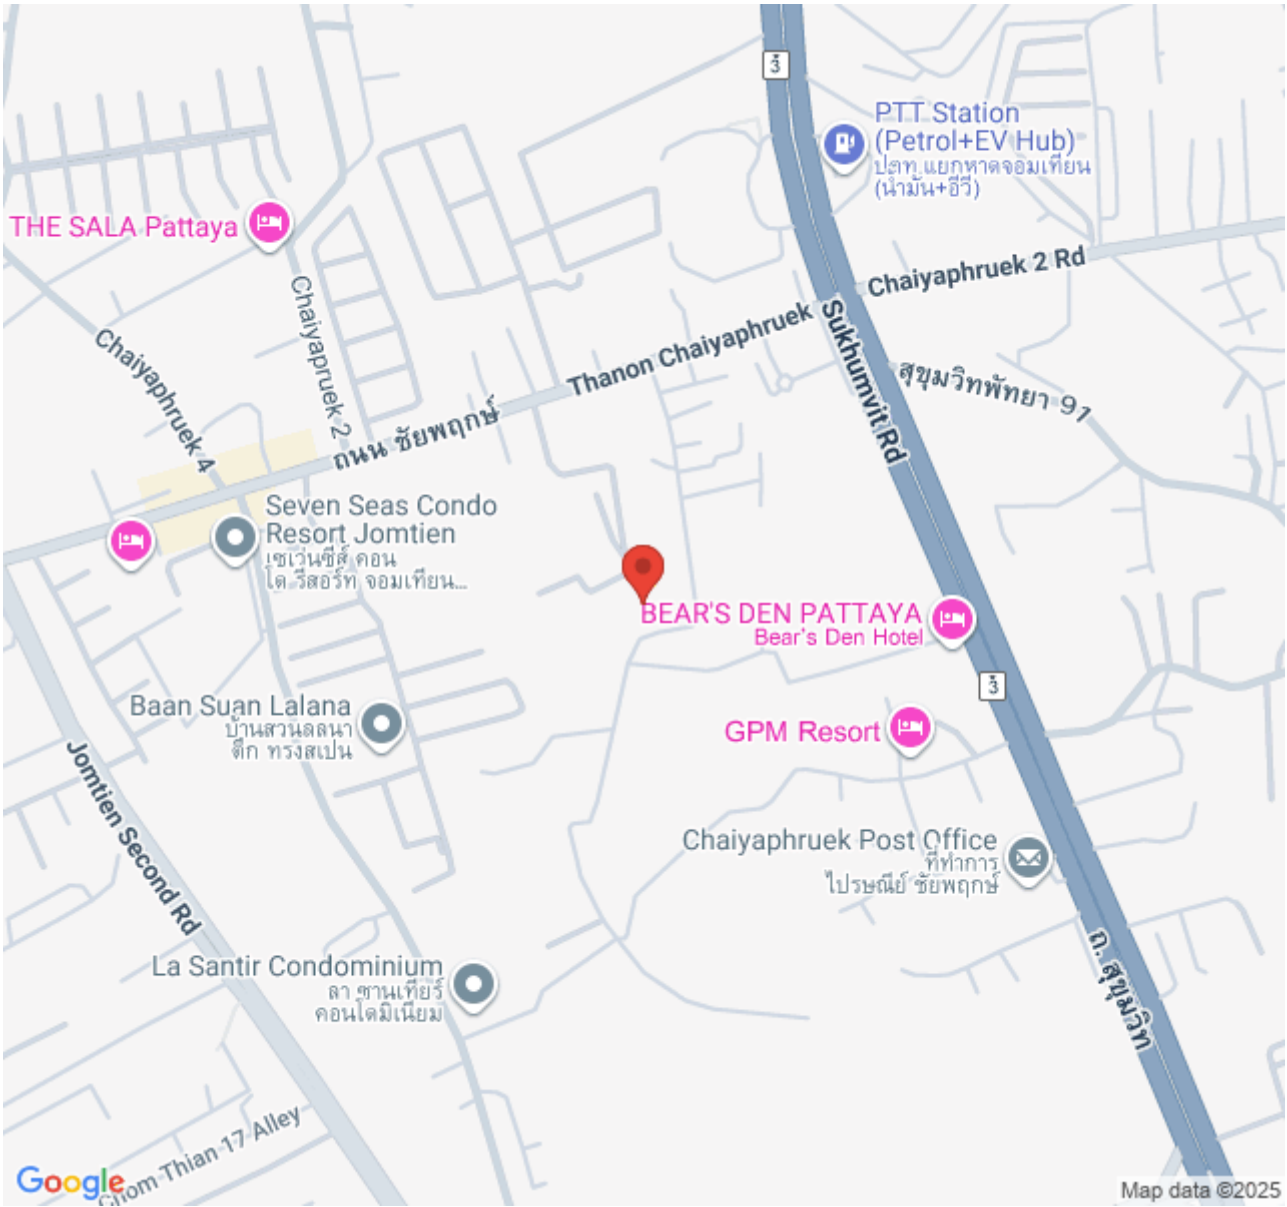 3
PTT Station
(Petrol+EV Hub)
ปตท.แยกหาดจอมเทียน
(น้ำมัน+อีวี)
THE SALA Pattaya
Chaiyaphruek 2 Rd
Chaiyapruek 2
Sukhumvit Rd
Thanon Chaiyaphruek
Chaiyaphruek 4
สุขุมวิทพัทยา 91
ถนน ชัยพฤกษ์
Seven Seas Condo
Resort Jomtien
เซเว่นซีส์ คอน
โด รีสอร์ท จอมเทียน...
BEAR'S DEN PATTAYA
Bear's Den Hotel
3
Baan Suan Lalana
บ้านสวนลลนา
ตึก ทรงสเปน
GPM Resort
Jomtien Second Rd
Chaiyaphruek Post Office
ที่ทำการ
ไปรษณีย์ ชัยพฤกษ์
ถ. สุขุมวิท
La Santir Condominium
ลา ซานเทียร์
คอนโดมิเนียม
Chom Thian 17 Alley
Google
Map data ©2025